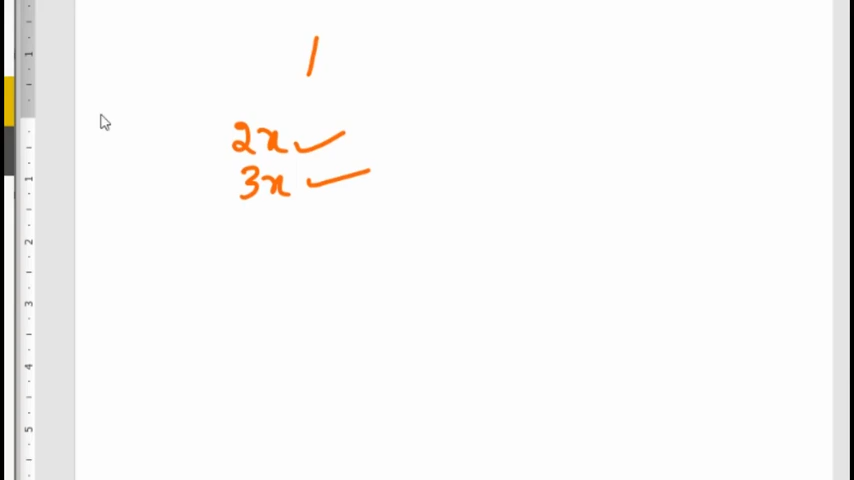 1
2x ✓
3x ✓